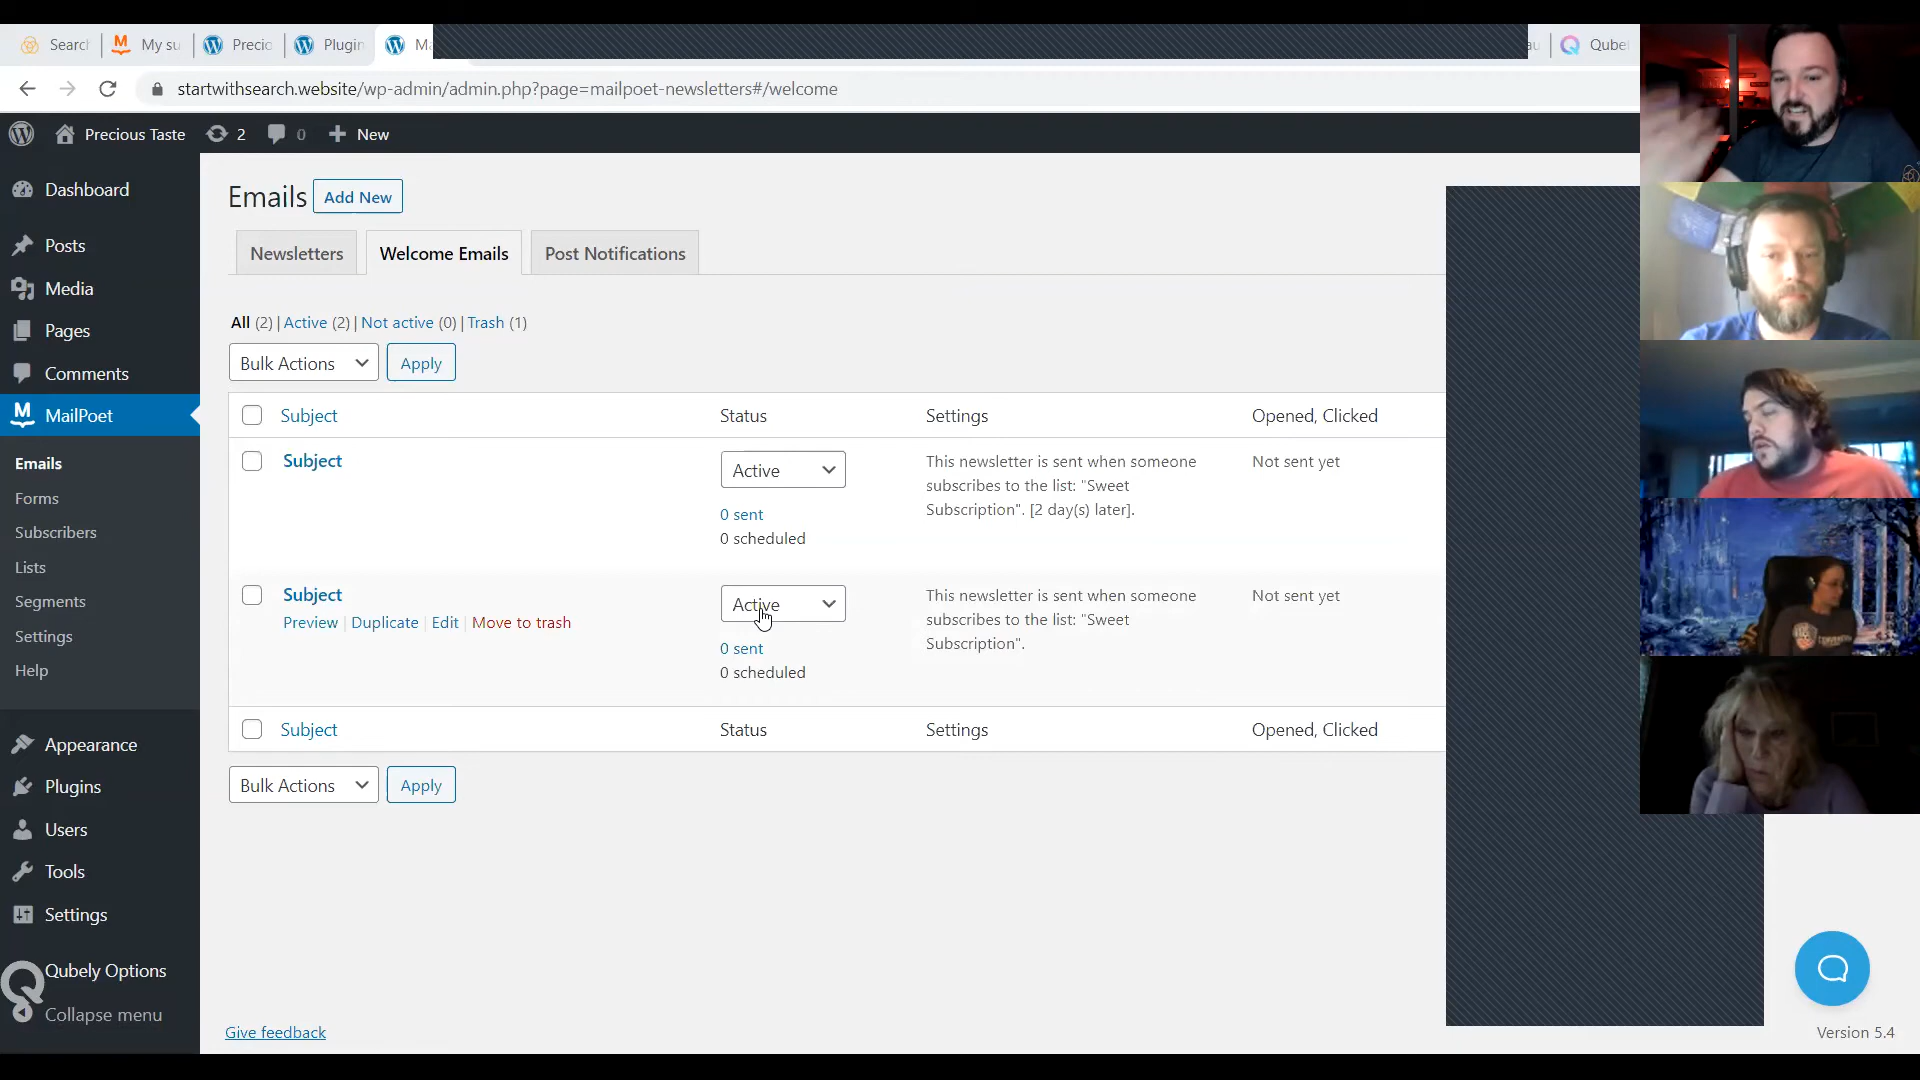 Search
My su
Precio
Plugin
Ma
Qube
startwithsearch.website/wp-admin/admin.php?page=mailpoet-newsletters#/welcome
Precious Taste
2
0
New
Dashboard
Posts
Media
Pages
Comments
MailPoet
Emails
Forms
Subscribers
Lists
Segments
Settings
Help
Appearance
Plugins
Users
Tools
Settings
Qubely Options
Collapse menu
Emails Add New
Newsletters Welcome Emails Post Notifications
All (2) | Active (2) | Not active (0) | Trash (1)
Bulk Actions Apply
Subject Status Settings Opened, Clicked
Subject Active
0 sent
0 scheduled
This newsletter is sent when someone
subscribes to the list: "Sweet
Subscription". [2 day(s) later].
Not sent yet
Subject
Preview | Duplicate | Edit | Move to trash
Active
0 sent
0 scheduled
This newsletter is sent when someone
subscribes to the list: "Sweet
Subscription".
Not sent yet
Subject Status Settings Opened, Clicked
Bulk Actions Apply
Give feedback
Version 5.4